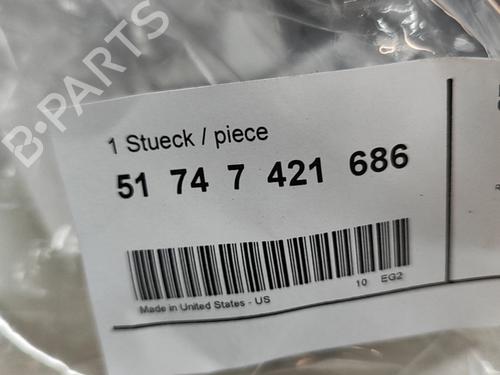 B-PARTS
1 Stueck / piece
51 74 7 421 686
10 EG2
Made in United States - US